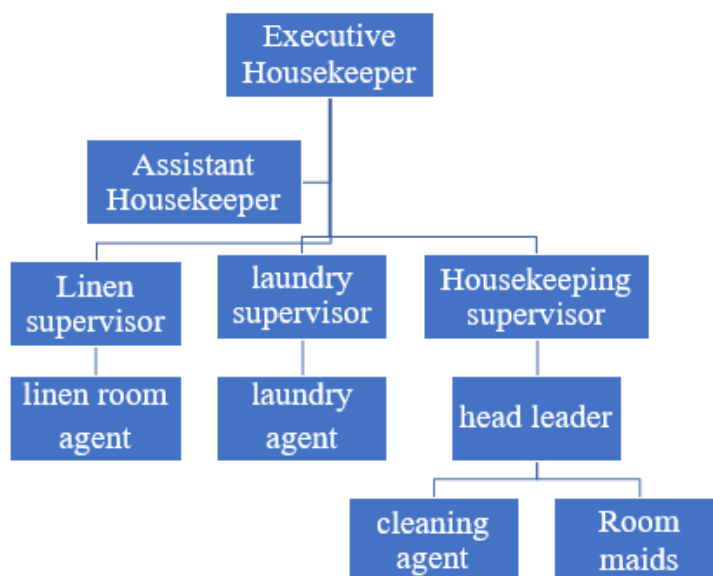 Executive
Housekeeper
Assistant
Housekeeper
Linen
supervisor
laundry
supervisor
Housekeeping
supervisor
linen room
agent
laundry
agent
head leader
cleaning
agent
Room
maids